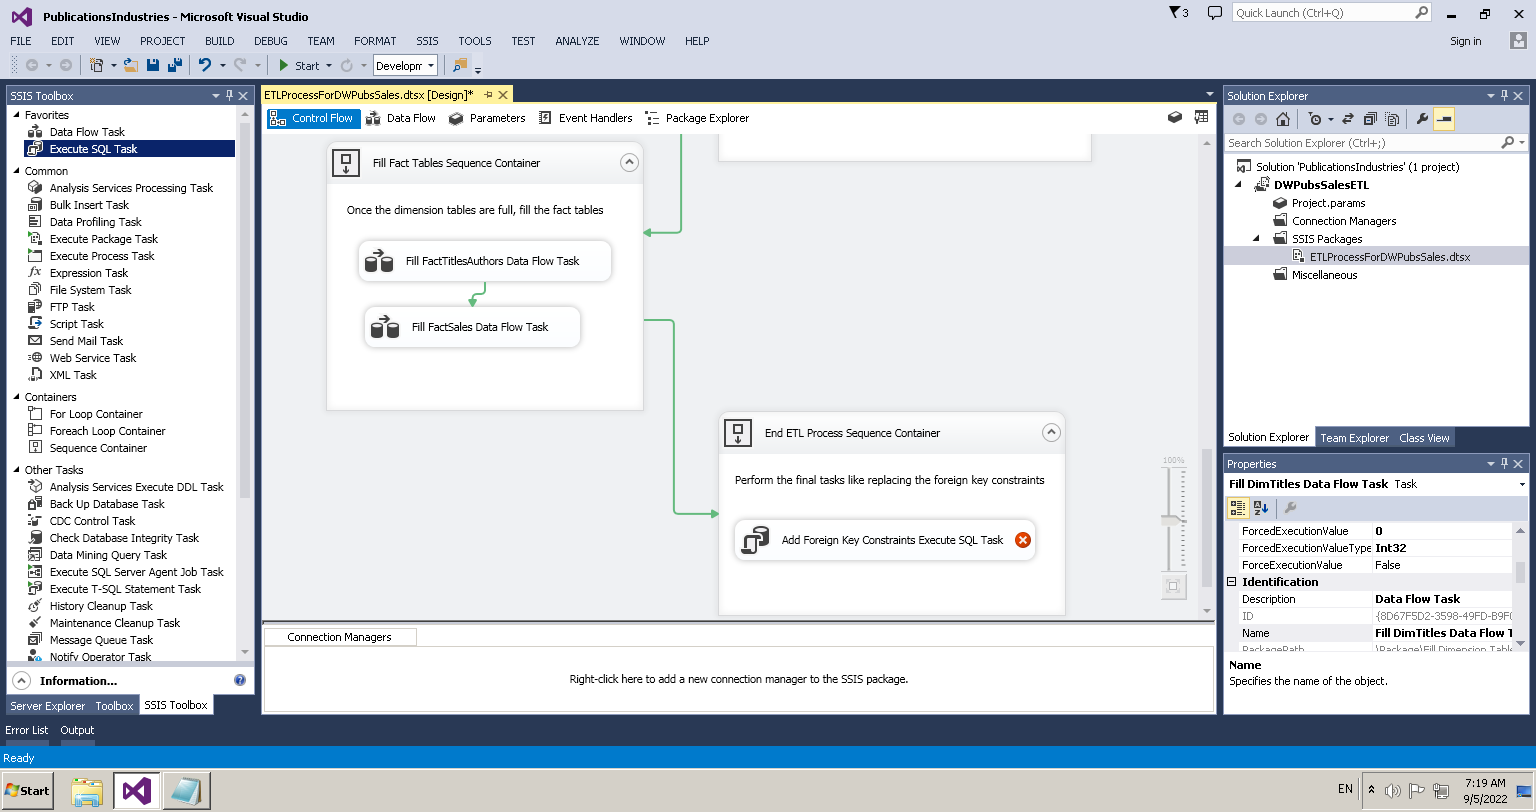 PublicationsIndustries - Microsoft Visual Studio
3
Quick Launch (Ctrl+Q)
FILE EDIT VIEW PROJECT BUILD DEBUG TEAM FORMAT SSIS TOOLS TEST ANALYZE WINDOW HELP
Sign in
Start
Developm
SSIS Toolbox
Favorites
Data Flow Task
Execute SQL Task
Common
Analysis Services Processing Task
Bulk Insert Task
Data Profiling Task
Execute Package Task
Execute Process Task
Expression Task
File System Task
FTP Task
Script Task
Send Mail Task
Web Service Task
XML Task
Containers
For Loop Container
Foreach Loop Container
Sequence Container
Other Tasks
Analysis Services Execute DDL Task
Back Up Database Task
CDC Control Task
Check Database Integrity Task
Data Mining Query Task
Execute SQL Server Agent Job Task
Execute T-SQL Statement Task
History Cleanup Task
Maintenance Cleanup Task
Message Queue Task
Notify Operator Task
Information...
Server Explorer Toolbox SSIS Toolbox
ETLProcessForDWPubsSales.dtsx [Design]*
Control Flow Data Flow Parameters Event Handlers Package Explorer
Fill Fact Tables Sequence Container
Once the dimension tables are full, fill the fact tables
Fill FactTitlesAuthors Data Flow Task
Fill FactSales Data Flow Task
End ETL Process Sequence Container
Perform the final tasks like replacing the foreign key constraints
Add Foreign Key Constraints Execute SQL Task
100%
Connection Managers
Right-click here to add a new connection manager to the SSIS package.
Solution Explorer
Search Solution Explorer (Ctrl+;)
Solution 'PublicationsIndustries' (1 project)
DWPubsSalesETL
Project.params
Connection Managers
SSIS Packages
ETLProcessForDWPubsSales.dtsx
Miscellaneous
Solution Explorer Team Explorer Class View
Properties
Fill DimTitles Data Flow Task Task
ForcedExecutionValue 0
ForcedExecutionValueType Int32
ForceExecutionValue False
Identification
Description Data Flow Task
ID {8D67F5D2-3598-49FD-B9F0
Name Fill DimTitles Data Flow T
PackagePath \Package\Fill Dimension Table
Name
Specifies the name of the object.
Error List Output
Ready
Start
EN
7:19 AM
9/5/2022